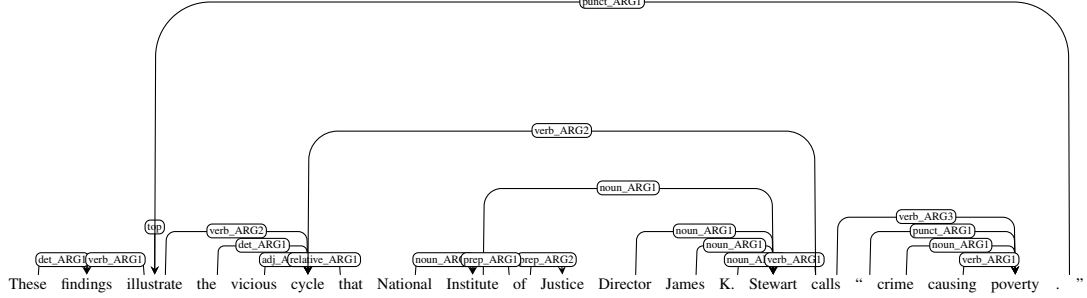 punct_ARG1
verb_ARG2
noun_ARG1
top
verb_ARG2
noun_ARG1
verb_ARG3
det_ARG1
noun_ARG1
punct_ARG1
noun_ARG1
det_ARG1 verb_ARG1 relative_ARG1 prep_ARG1 prep_ARG2 verb_ARG1 verb_ARG1
These findings illustrate the vicious cycle that National Institute of Justice Director James K. Stewart calls “ crime causing poverty . ”